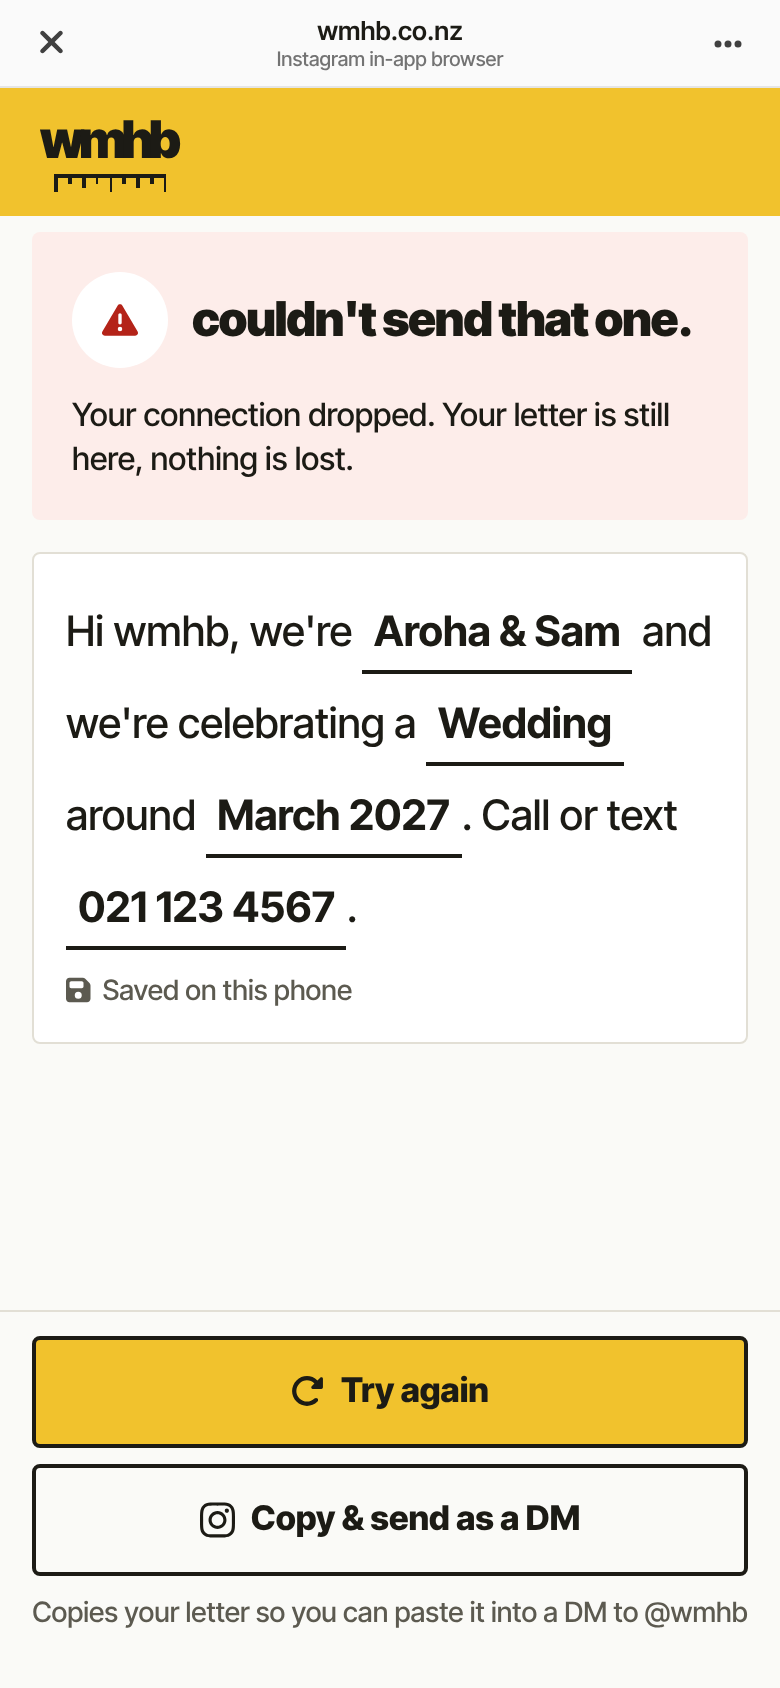 wmhb.co.nz
Instagram in-app browser
wmhb
couldn't send that one.
Your connection dropped. Your letter is still
here, nothing is lost.
Hi wmhb, we're Aroha & Sam and
we're celebrating a Wedding
around March 2027 . Call or text
021 123 4567 .
Saved on this phone
Try again
Copy & send as a DM
Copies your letter so you can paste it into a DM to @wmhb